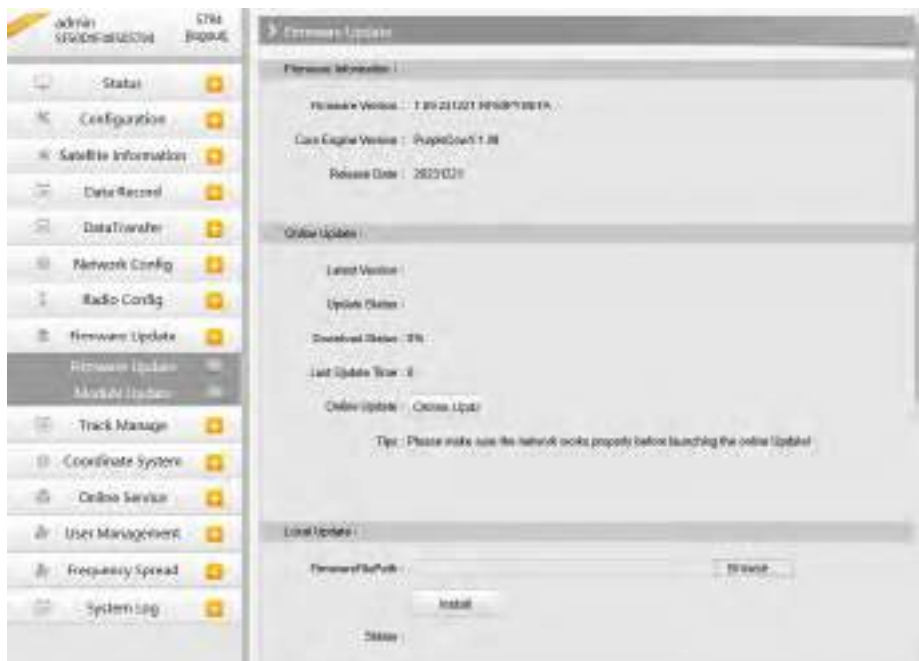 admin
[logout]
Status
Configuration
Satellite Information
Data Record
DataTransfer
Network Config
Radio Config
Firmware Update
Firmware Update
Module Update
Track Manage
Coordinate System
Online Service
User Management
Frequency Spread
System Log
Firmware Update
Firmware Information :
Firmware Version :
Core Engine Version :
Release Date : 20231221
Online Update :
Latest Version :
Update Status :
Download Status : 0%
Last Update Time :
Online Update :
Tips : Please make sure the network works properly before launching the online Update!
Local Update :
FirmwareFilePath :
Browse...
Install
Status :